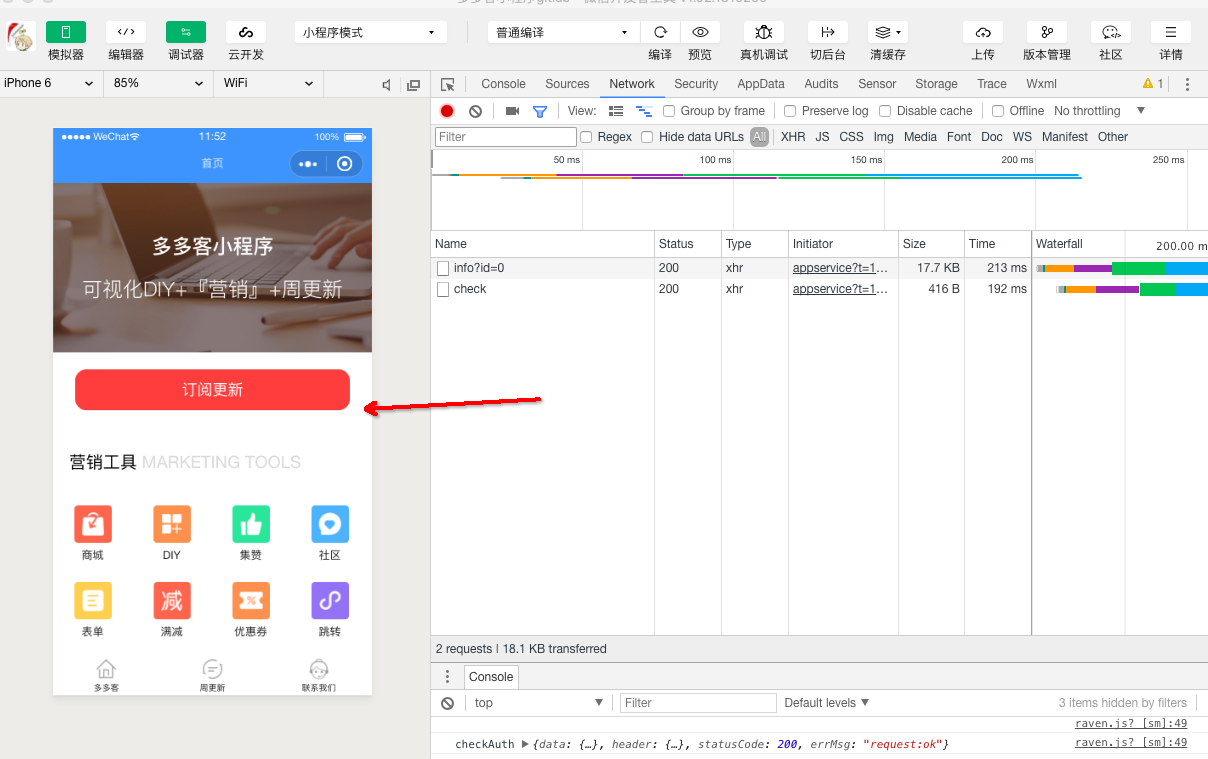 小程序模式
普通编译
模拟器 编辑器 调试器 云开发 编译 预览 真机调试 切后台 清缓存 上传 版本管理 社区 详情
iPhone 6 85% WiFi
Console Sources Network Security AppData Audits Sensor Storage Trace Wxml 1
View: Group by frame Preserve log Disable cache Offline No throttling
Filter Regex Hide data URLs All XHR JS CSS Img Media Font Doc WS Manifest Other
50 ms 100 ms 150 ms 200 ms 250 ms
Name Status Type Initiator Size Time Waterfall 200.00 m
info?id=0 200 xhr appservice?t=1... 17.7 KB 213 ms
check 200 xhr appservice?t=1... 416 B 192 ms
WeChat 11:52 100%
首页
多多客小程序
可视化DIY+『营销』+周更新
订阅更新
营销工具 MARKETING TOOLS
商城 DIY 集赞 社区
减
表单 满减 优惠券 跳转
多多客 周更新 联系我们
2 requests | 18.1 KB transferred
Console
top Filter Default levels 3 items hidden by filters
raven.js? [sm]:49
checkAuth {data: {…}, header: {…}, statusCode: 200, errMsg: "request:ok"} raven.js? [sm]:49